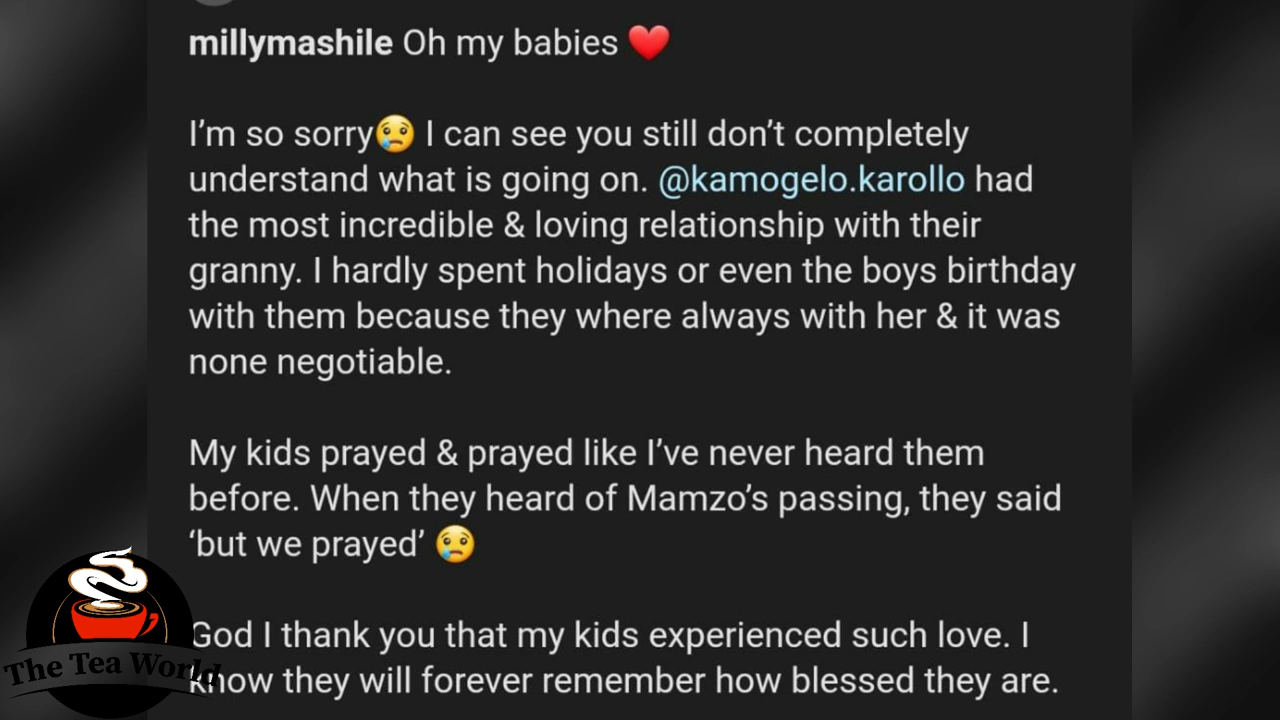 millymashile Oh my babies ❤️
I’m so sorry😢 I can see you still don’t completely
understand what is going on. @kamogelo.karollo had
the most incredible & loving relationship with their
granny. I hardly spent holidays or even the boys birthday
with them because they where always with her & it was
none negotiable.
My kids prayed & prayed like I’ve never heard them
before. When they heard of Mamzo’s passing, they said
‘but we prayed’ 😢
God I thank you that my kids experienced such love. I
know they will forever remember how blessed they are.
The Tea World